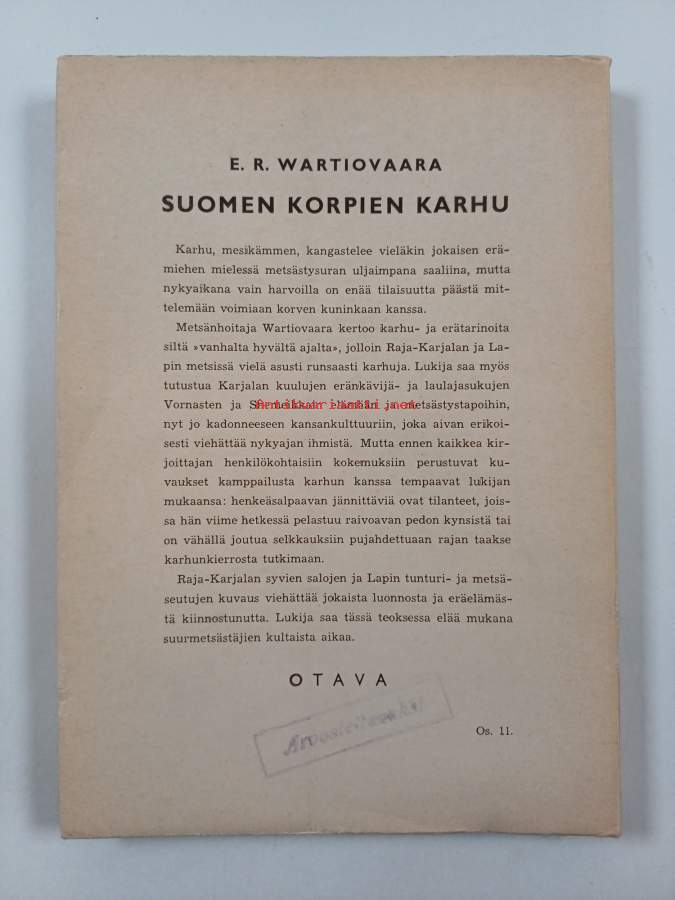 E. R. WARTIOVAARA
SUOMEN KORPIEN KARHU
Karhu, mesikämmen, kangastelee vieläkin jokaisen erä-
miehen mielessä metsästysuran uljaimpana saaliina, mutta
nykyaikana vain harvoilla on enää tilaisuutta päästä mit-
telemään voimiaan korven kuninkaan kanssa.
Metsänhoitaja Wartiovaara kertoo karhu- ja erätarinoita
siltä »vanhalta hyvältä ajalta», jolloin Raja-Karjalan ja La-
pin metsissä vielä asusti runsaasti karhuja. Lukija saa myös
tutustua Karjalan kuulujen eränkävijä- ja laulajasukujen
Vornasten ja elämään ja metsästystapoihin,
Antikvariaatti.net
nyt jo kadonneeseen kansankulttuuriin, joka aivan erikoi-
sesti viehättää nykyajan ihmistä. Mutta ennen kaikkea kir-
joittajan henkilökohtaisiin kokemuksiin perustuvat ku-
vaukset kamppailusta karhun kanssa tempaavat lukijan
mukaansa: henkeäsalpaavan jännittäviä ovat tilanteet, jois-
sa hän viime hetkessä pelastuu raivoavan pedon kynsistä tai
on vähällä joutua selkkauksiin pujahdettuaan rajan taakse
karhunkierrosta tutkimaan.
Raja-Karjalan syvien salojen ja Lapin tunturi- ja metsä-
seutujen kuvaus viehättää jokaista luonnosta ja eräelämäs-
tä kiinnostunutta. Lukija saa tässä teoksessa elää mukana
suurmetsästäjien kultaista aikaa.
OTAVA
Arvosteltavaksi
Os. 11.